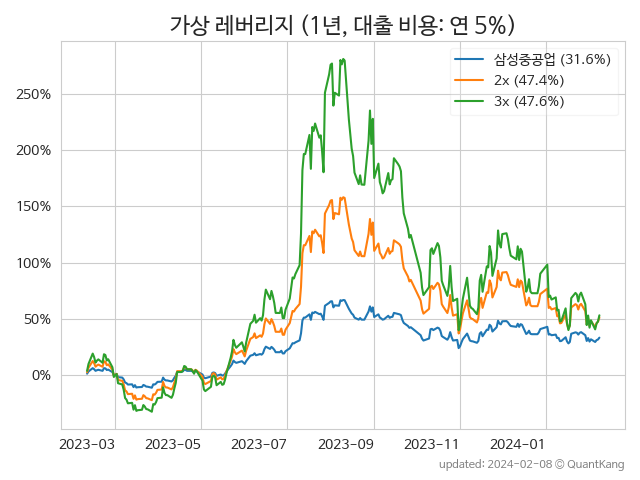 가상 레버리지 (1년, 대출 비용: 연 5%)
삼성중공업 (31.6%)
2x (47.4%)
3x (47.6%)
250%
200%
150%
100%
50%
0%
2023-03
2023-05
2023-07
2023-09
2023-11
2024-01
updated: 2024-02-08 © QuantKang